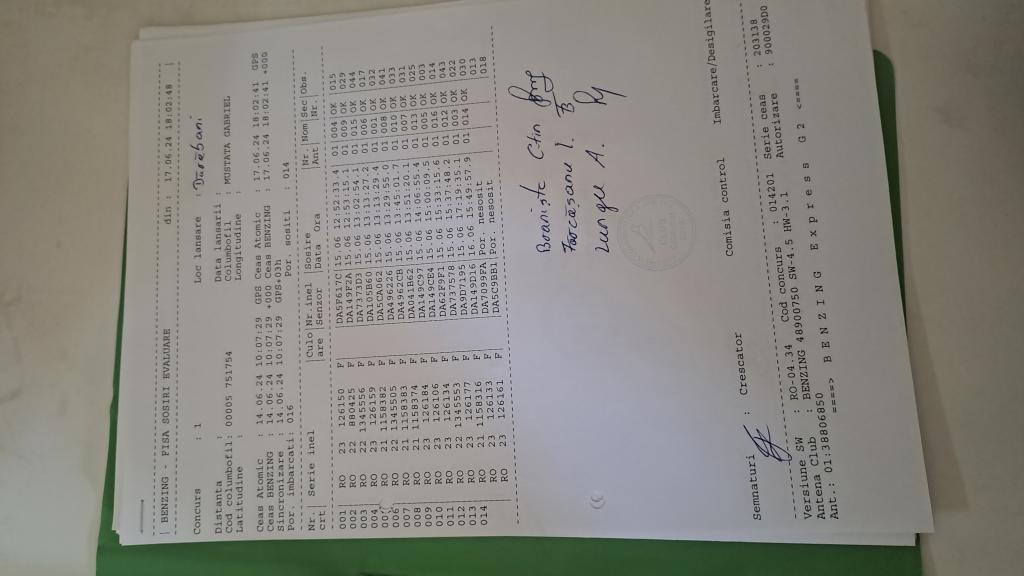 | BENZING - FISA SOSIRI EVALUARE din : 17.06.24 18:02:48 |
Concurs : 1 Loc lansare : Darabani
Distanta : Data lansarii :
Cod columbofil: 00005 751754 Columbofil : MUSTATA GABRIEL
Latitudine : Longitudine :
Ceas Atomic : 14.06.24 10:07:29 GPS Ceas Atomic : 17.06.24 18:02:41 GPS
Ceas BENZING : 14.06.24 10:07:29 +000 Ceas BENZING : 17.06.24 18:02:41 +000
Sincronizare : 14.06.24 10:07:29 GPS+03h
Por. imbarcati: 016 Por. sositi : 014
Nr.| Serie inel |Culo|Nr.inel |Sosire |Nr.|Nom|Sec|Obs.
crt| |are |Senzor |Data Ora |Ant| |Nr.|
001 | RO 23 126150 F |DA5F617C|15.06 12:52:33.4|01 004|OK |015
002 | RO 22 880425 F |DA149F2A|15.06 12:53:15.1|01 009|OK |029
003 | RO 22 1345556 F |DA7373D3|15.06 13:02:54.1|01 015|OK |044
004 | RO 23 126159 F |DA105B60|15.06 13:13:27.2|01 006|OK |017
005 | RO 21 1158382 F |DA5CA002|15.06 13:13:29.4|01 001|OK |032
006 | RO 22 1345505 F |DA496226|15.06 13:29:55.0|01 008|OK |041
007 | RO 21 1158383 F |DA4962CB|15.06 13:45:01.7|01 010|OK |033
008 | RO 21 1158374 F |DA041B62|15.06 13:51:20.1|01 007|OK |031
009 | RO 23 126184 F |DA149C97|15.06 14:06:55.4|01 013|OK |025
010 | RO 23 126106 F |DA149CE4|15.06 15:00:09.5|01 005|OK |003
011 | RO 23 126134 F |DA62F9F1|15.06 15:33:15.6|01 016|OK |014
012 | RO 22 1345553 F |DA737578|15.06 15:37:48.2|01 012|OK |043
013 | RO 23 126177 F |DA9D7195|15.06 17:19:35.1|01 003|OK |022
014 | RO 21 1158316 F |DA149D16|16.06 15:49:57.9|01 014|OK |030
RO 23 126133 F |DA7099FA|Por. nesosit |013
RO 23 126161 F |DA5C9BB1|Por. nesosit |018
Braniste Ctin
Farcasanu I.
Lungu A.
Semnaturi : Crescator Comisia control Imbarcare/Desigilare
Versiune SW : RO-04.34 Cod concurs : 014201 Serie ceas : 203138
Antena Club : BENZING 48900750 SW-4.5 HW-3.1 Autorizare : 900029D0
Ant.: 01:38806850
====> B E N Z I N G E x p r e s s G 2 <====